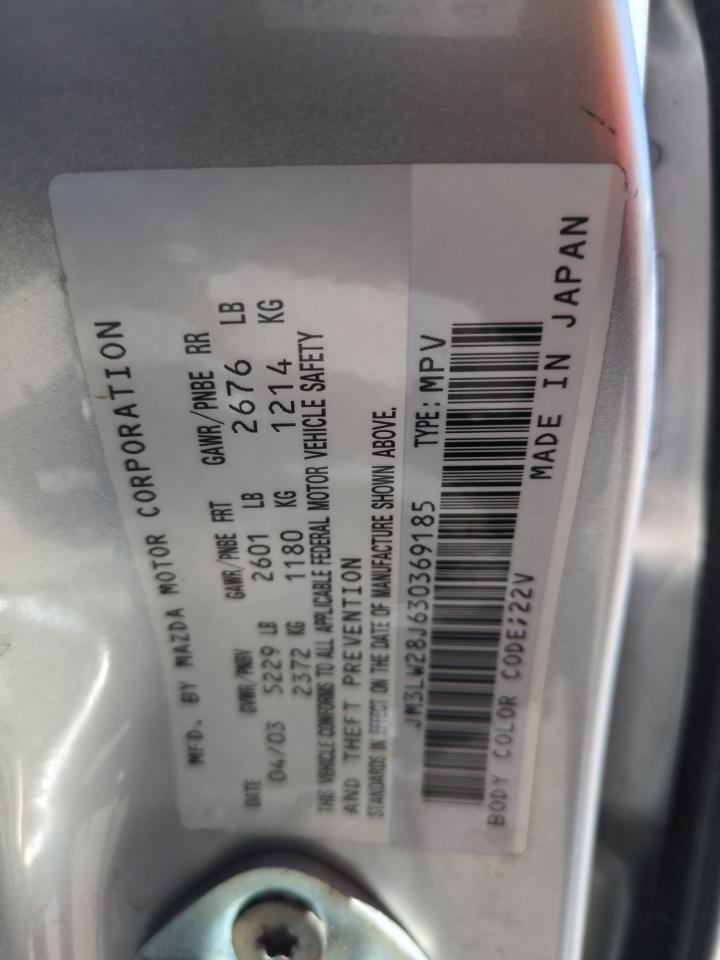 MFD. BY MAZDA MOTOR CORPORATION
DATE GVWR/PNBV GAWR/PNBE FRT GAWR/PNBE RR
04/03 5229 LB 2601 LB 2676 LB
2372 KG 1180 KG 1214 KG
THIS VEHICLE CONFORMS TO ALL APPLICABLE FEDERAL MOTOR VEHICLE SAFETY
AND THEFT PREVENTION
STANDARDS IN EFFECT ON THE DATE OF MANUFACTURE SHOWN ABOVE.
JM3LW28J630369185 TYPE: MPV
BODY COLOR CODE;22V
MADE IN JAPAN